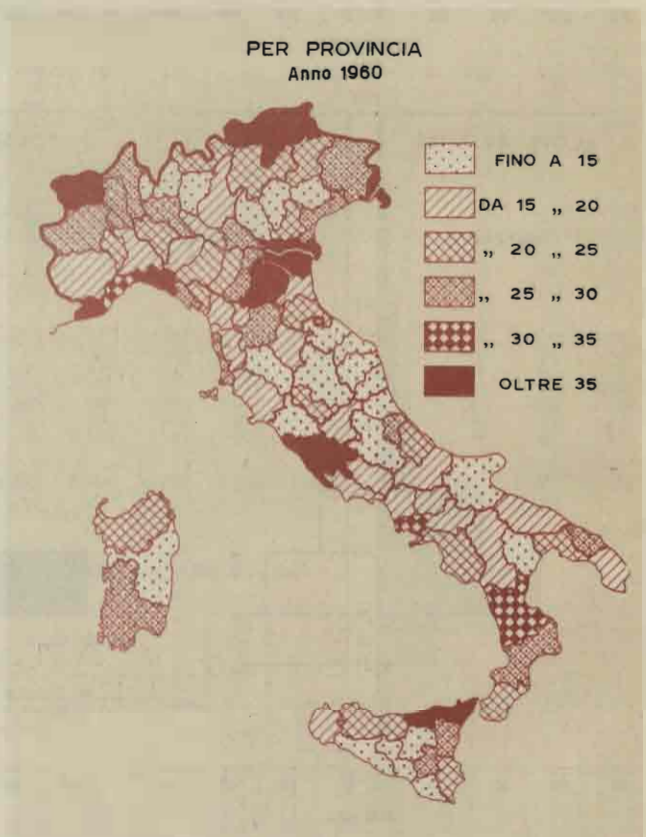 PER PROVINCIA
Anno 1960
FINO A 15
DA 15 „ 20
„ 20 „ 25
„ 25 „ 30
„ 30 „ 35
OLTRE 35